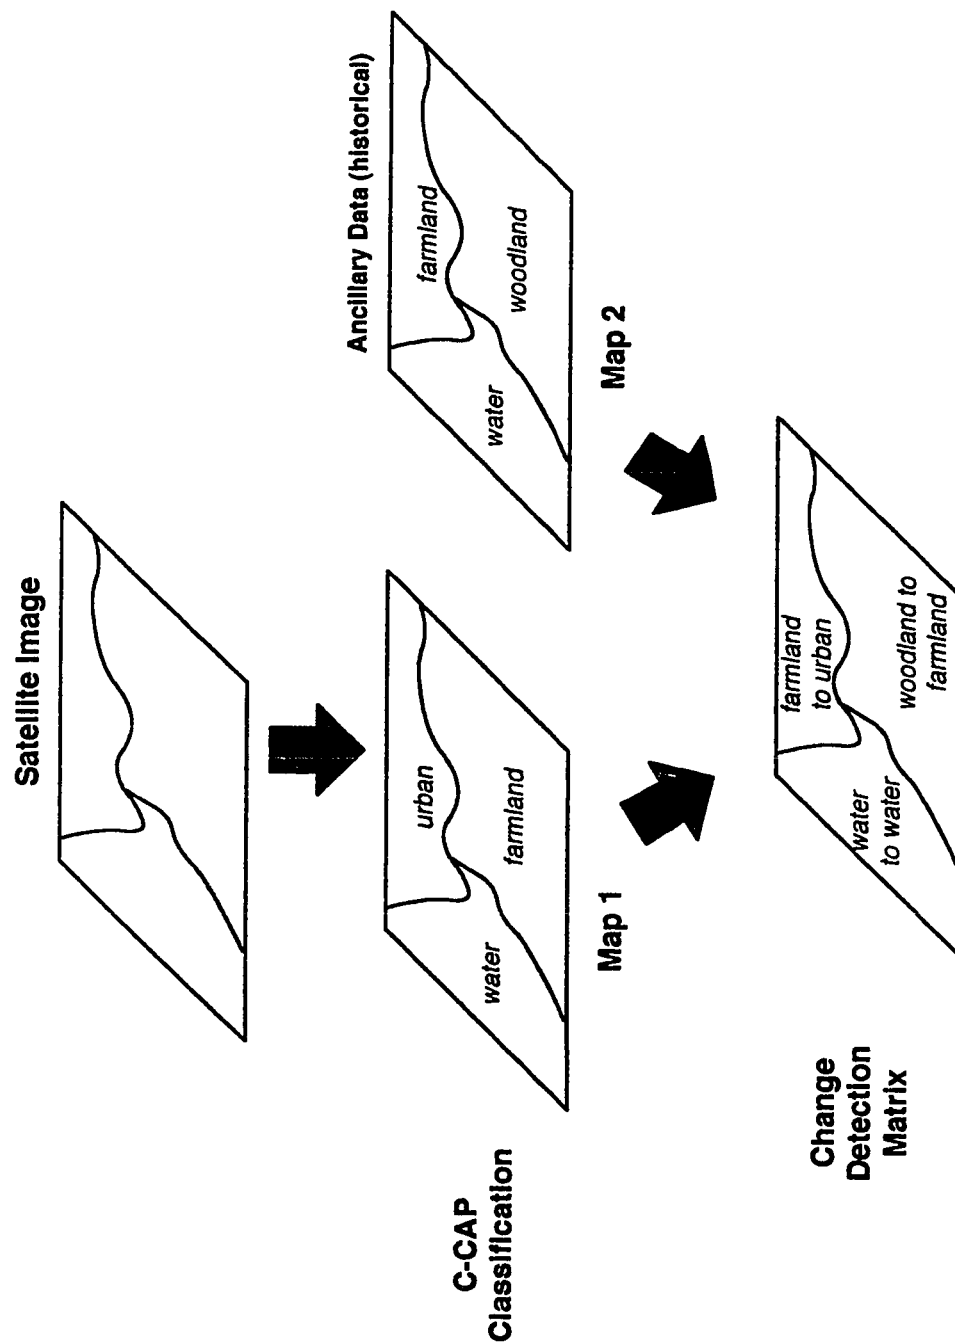 Satellite Image
Ancillary Data (historical)
C-CAP
Classification
water
urban
farmland
Map 1
water
farmland
woodland
Map 2
Change
Detection
Matrix
water
to water
farmland
to urban
woodland to
farmland